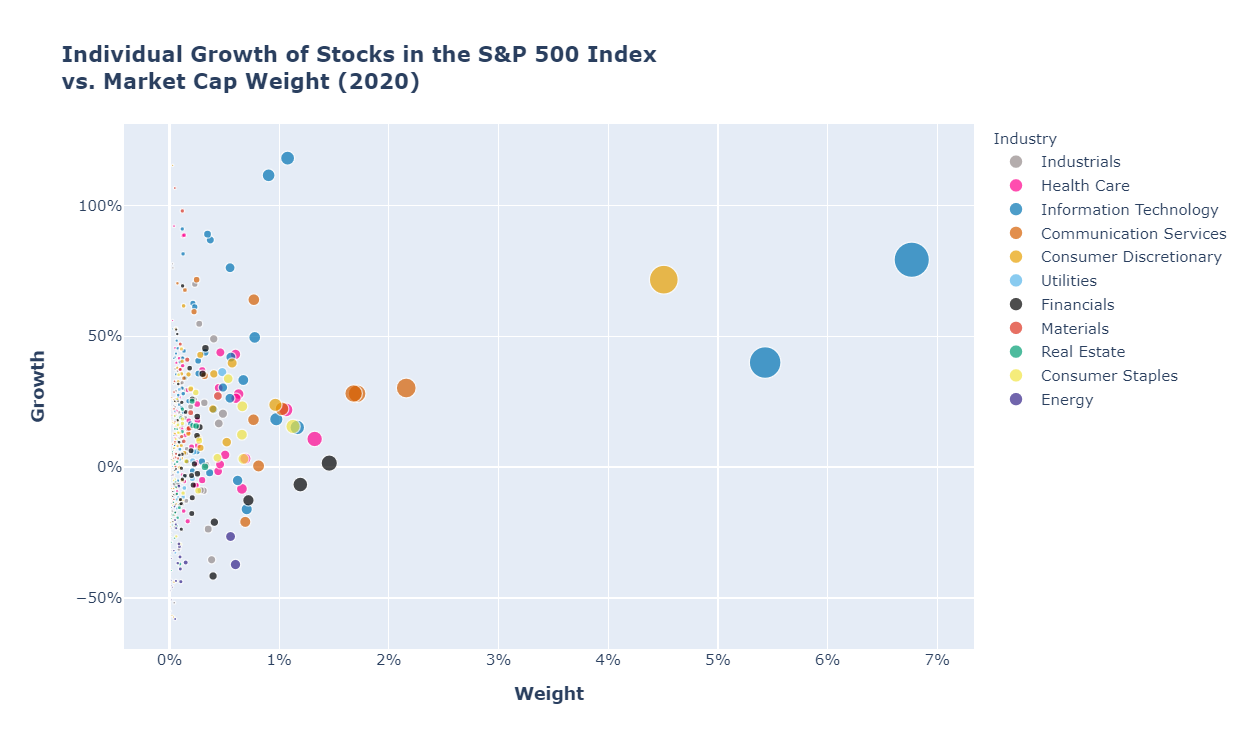 Individual Growth of Stocks in the S&P 500 Index
vs. Market Cap Weight (2020)
Industry
Industrials
Health Care
Information Technology
Communication Services
Consumer Discretionary
Utilities
Financials
Materials
Real Estate
Consumer Staples
Energy
100%
50%
0%
−50%
Growth
0%
1%
2%
3%
4%
5%
6%
7%
Weight